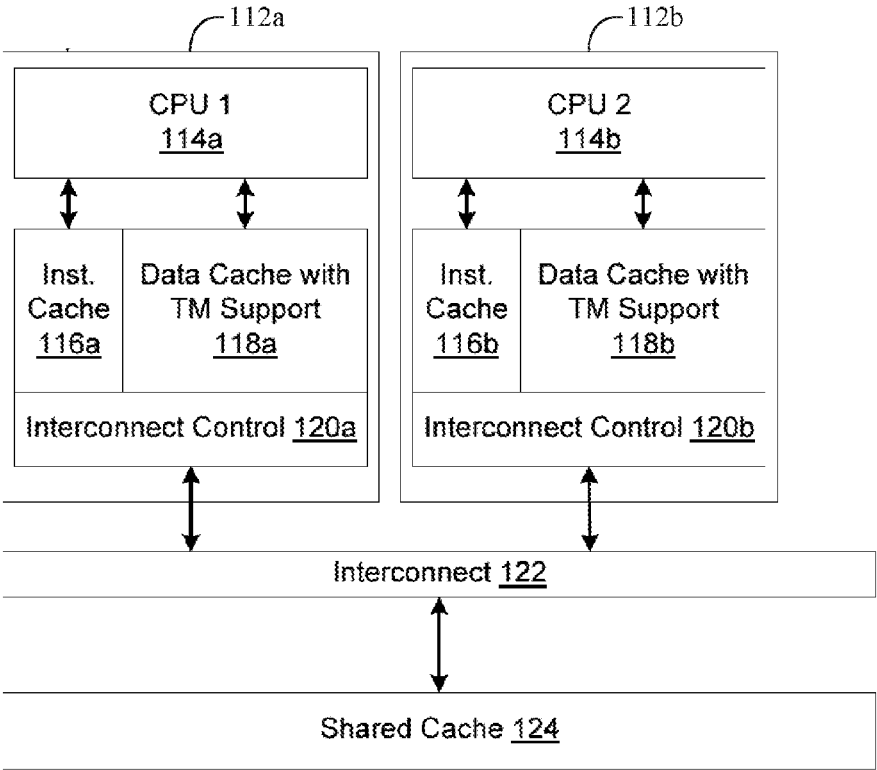 112a
112b
CPU 1
114a
CPU 2
114b
Inst.
Cache
116a
Data Cache with
TM Support
118a
Inst.
Cache
116b
Data Cache with
TM Support
118b
Interconnect Control 120a
Interconnect Control 120b
Interconnect 122
Shared Cache 124